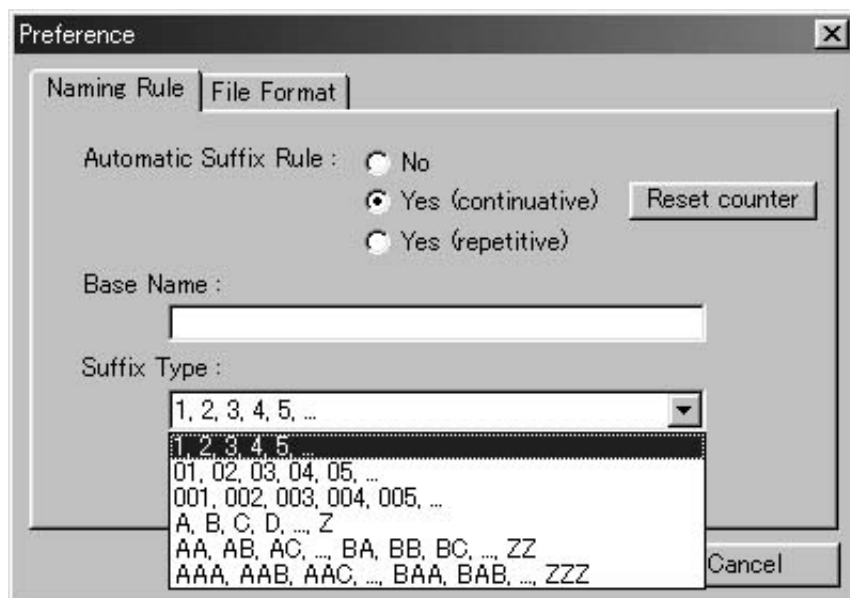 Preference
Naming Rule File Format
Automatic Suffix Rule : No
Yes (continuative) Reset counter
Yes (repetitive)
Base Name :
Suffix Type :
1, 2, 3, 4, 5, ...
1, 2, 3, 4, 5, ...
01, 02, 03, 04, 05, ...
001, 002, 003, 004, 005, ...
A, B, C, D, ..., Z
AA, AB, AC, ..., BA, BB, BC, ..., ZZ
AAA, AAB, AAC, ..., BAA, BAB, ..., ZZZ
Cancel